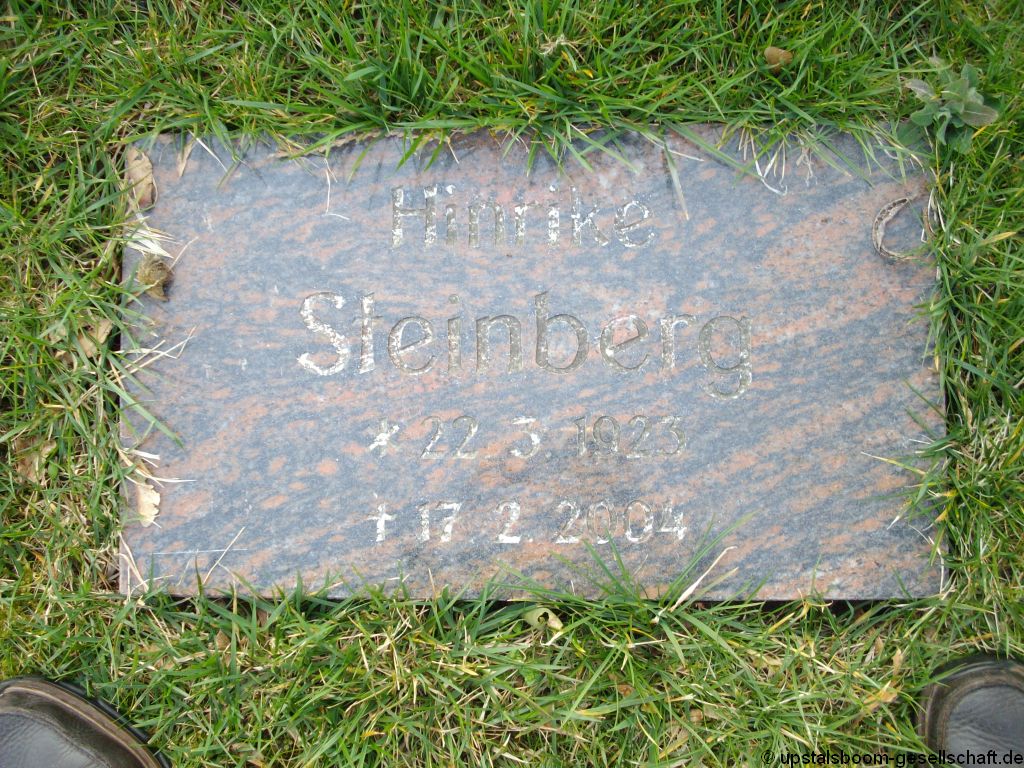 Hinrike
Steinberg
* 22. 3. 1923
† 17. 2. 2004
© upstalsboom-gesellschaft.de